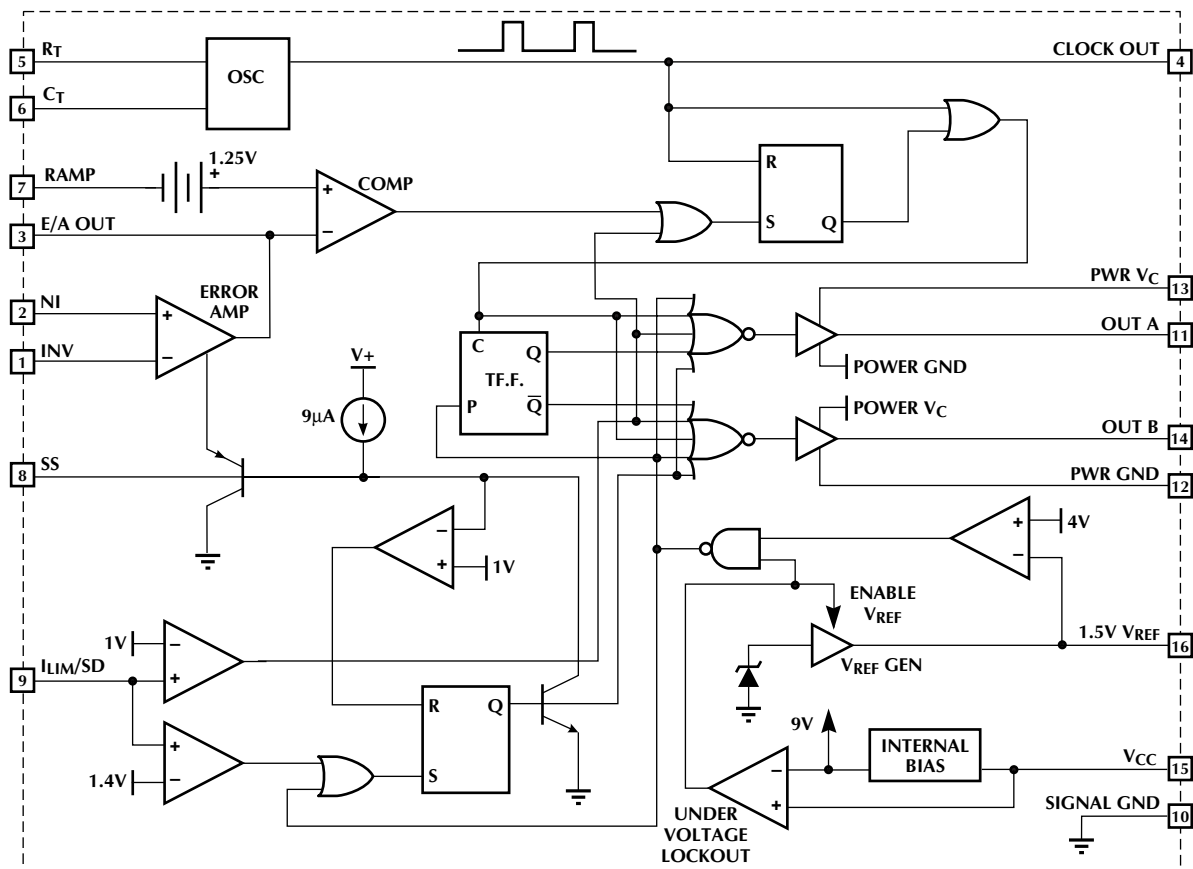 5 RT
OSC
6 CT
CLOCK OUT 4
7 RAMP
1.25V
+
+
−
COMP
3 E/A OUT
R
S Q
2 NI
1 INV
+
−
ERROR
AMP
C Q
TF.F.
P Q̅
PWR VC 13
OUT A 11
POWER GND
POWER VC
OUT B 14
PWR GND 12
V+
9μA
8 SS
−
+
1V
+
−
4V
ENABLE
VREF
1.5V VREF 16
VREF GEN
1V
−
+
9 ILIM/SD
+
−
1.4V
R Q
S
9V
INTERNAL
BIAS
VCC 15
−
+
UNDER
VOLTAGE
LOCKOUT
SIGNAL GND 10